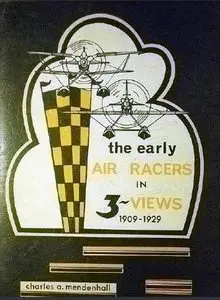 the early
AIR RACERS
IN
3-VIEWS
1909-1929
charles a. mendenhall